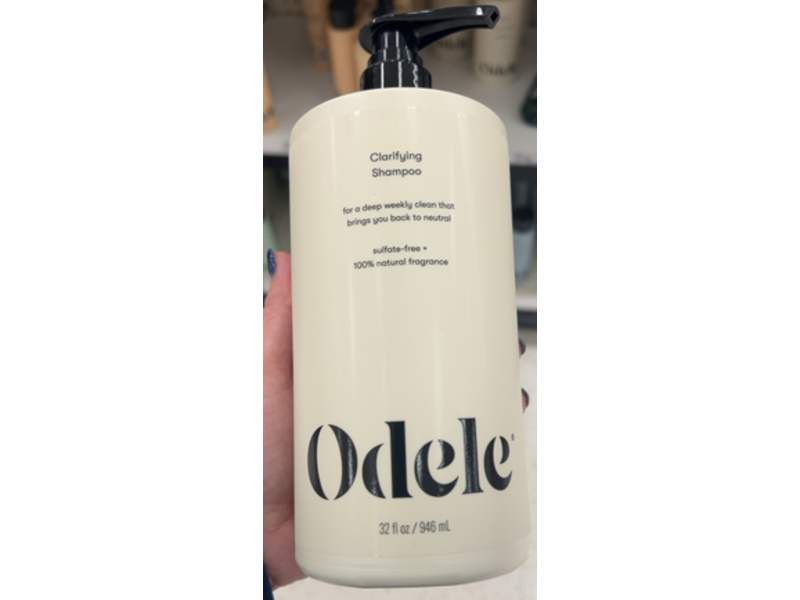 Clarifying
Shampoo
for a deep weekly clean that
brings you back to neutral
sulfate-free +
100% natural fragrance
Odele®
32 fl oz / 946 mL